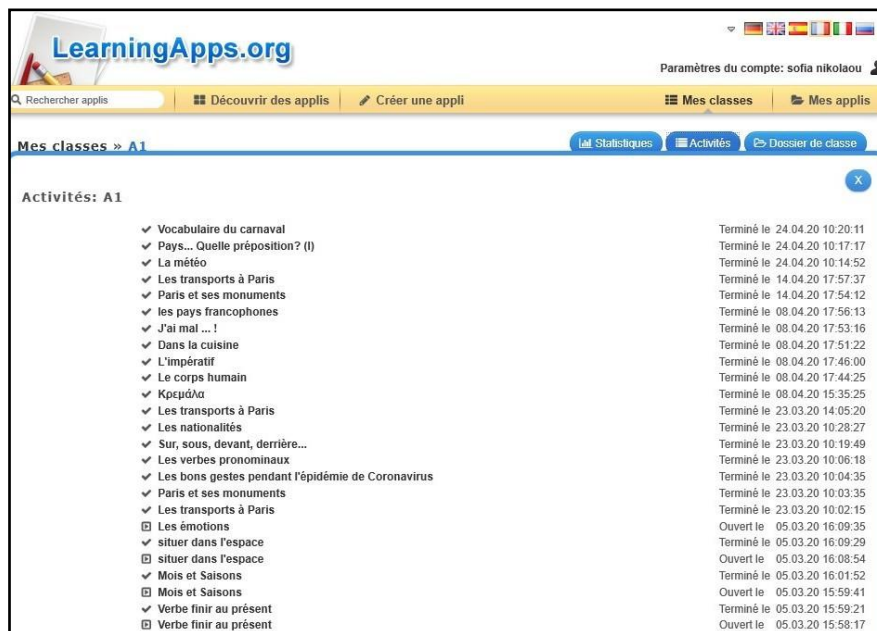 LearningApps.org
Paramètres du compte: sofia nikolaou
Rechercher applis Découvrir des applis Créer une appli Mes classes Mes applis
Mes classes » A1 Statistiques Activités Dossier de classe
X
Activités: A1
Vocabulaire du carnaval Terminé le 24.04.20 10:20:11
Pays... Quelle préposition? (I) Terminé le 24.04.20 10:17:17
La météo Terminé le 24.04.20 10:14:52
Les transports à Paris Terminé le 14.04.20 17:57:37
Paris et ses monuments Terminé le 14.04.20 17:54:12
les pays francophones Terminé le 08.04.20 17:56:13
J'ai mal ... ! Terminé le 08.04.20 17:53:16
Dans la cuisine Terminé le 08.04.20 17:51:22
L'impératif Terminé le 08.04.20 17:46:00
Le corps humain Terminé le 08.04.20 17:44:25
Κρεμάλα Terminé le 08.04.20 15:35:25
Les transports à Paris Terminé le 23.03.20 14:05:20
Les nationalités Terminé le 23.03.20 10:28:27
Sur, sous, devant, derrière... Terminé le 23.03.20 10:19:49
Les verbes pronominaux Terminé le 23.03.20 10:06:18
Les bons gestes pendant l'épidémie de Coronavirus Terminé le 23.03.20 10:04:35
Paris et ses monuments Terminé le 23.03.20 10:03:35
Les transports à Paris Terminé le 23.03.20 10:02:15
Les émotions Ouvert le 05.03.20 16:09:35
situer dans l'espace Terminé le 05.03.20 16:09:29
situer dans l'espace Ouvert le 05.03.20 16:08:54
Mois et Saisons Terminé le 05.03.20 16:01:52
Mois et Saisons Ouvert le 05.03.20 15:59:41
Verbe finir au présent Terminé le 05.03.20 15:59:21
Verbe finir au présent Ouvert le 05.03.20 15:58:17